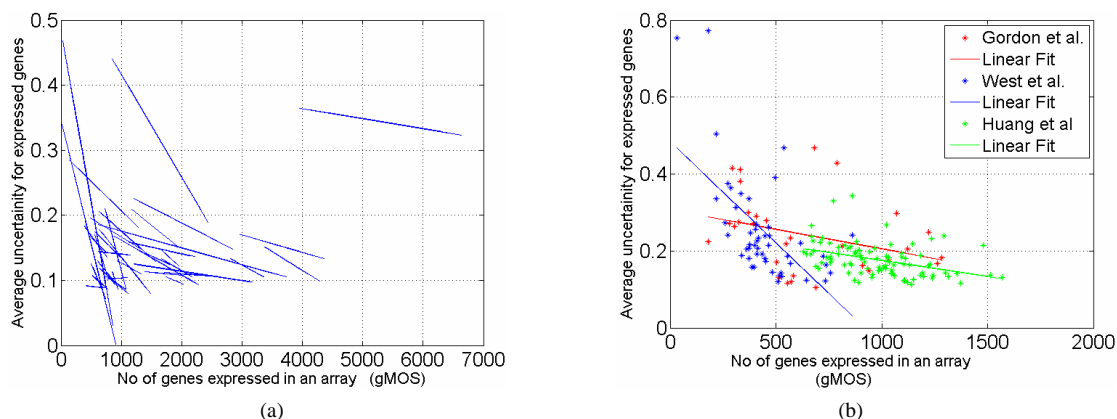 0.5
0.4
0.3
0.2
0.1
0
0 1000 2000 3000 4000 5000 6000 7000
Average uncertainity for expressed genes
No of genes expressed in an array (gMOS)
(a)
0.8
0.6
0.4
0.2
0
0 500 1000 1500 2000
Average uncertainty for expressed genes
No of genes expressed in an array
(gMOS)
Gordon et al.
Linear Fit
West et al.
Linear Fit
Huang et al
Linear Fit
(b)